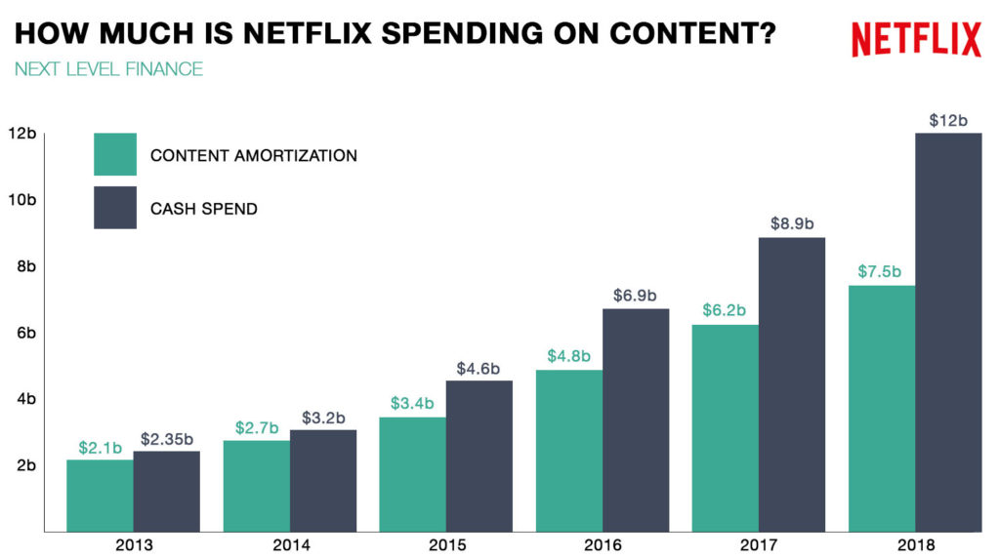 HOW MUCH IS NETFLIX SPENDING ON CONTENT?
NETFLIX
NEXT LEVEL FINANCE
CONTENT AMORTIZATION
CASH SPEND
12b
10b
8b
6b
4b
2b
$2.1b
$2.35b
$2.7b
$3.2b
$3.4b
$4.6b
$4.8b
$6.9b
$6.2b
$8.9b
$7.5b
$12b
2013
2014
2015
2016
2017
2018